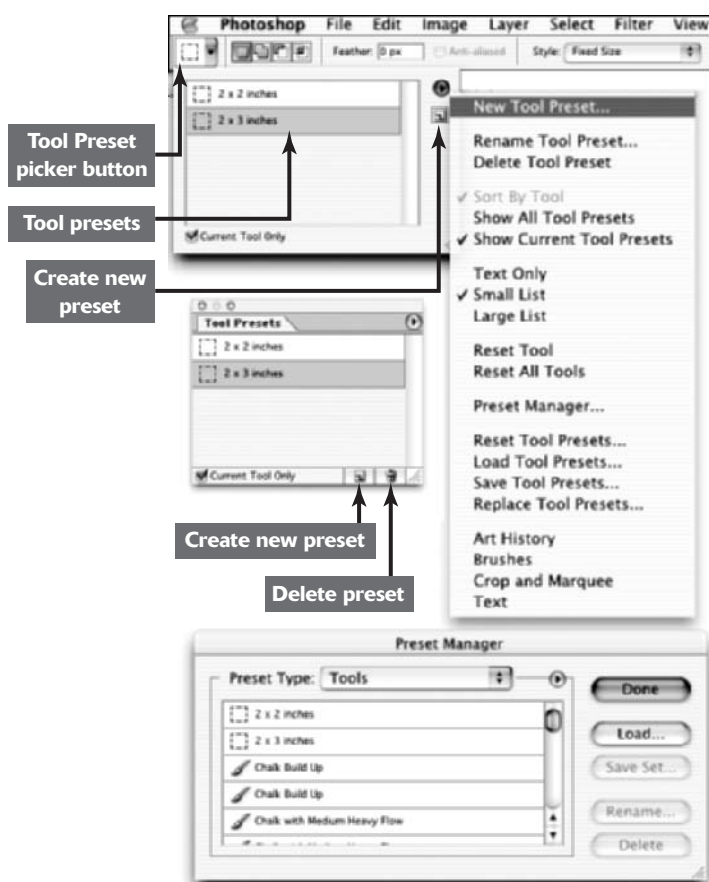 Photoshop File Edit Image Layer Select Filter View
Feather: 0 px Anti-aliased Style: Fixed Size
2 x 2 inches
2 x 3 inches
Current Tool Only
Tool Preset
picker button
Tool presets
Create new
preset
New Tool Preset...
Rename Tool Preset...
Delete Tool Preset
Sort By Tool
Show All Tool Presets
Show Current Tool Presets
Text Only
Small List
Large List
Reset Tool
Reset All Tools
Preset Manager...
Reset Tool Presets...
Load Tool Presets...
Save Tool Presets...
Replace Tool Presets...
Art History
Brushes
Crop and Marquee
Text
Tool Presets
2 x 2 inches
2 x 3 inches
Current Tool Only
Create new preset
Delete preset
Preset Manager
Preset Type: Tools
2 x 2 inches
2 x 3 inches
Chalk Build Up
Chalk Build Up
Chalk with Medium Heavy Flow
Done
Load...
Save Set...
Rename...
Delete